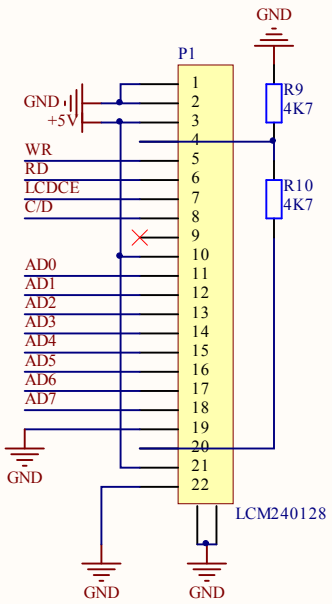 GND
P1
1
R9
4K7
GND
2
+5V
3
4
WR
5
RD
6
R10
4K7
LCDCE
7
C/D
8
9
10
AD0
11
AD1
12
AD2
13
AD3
14
AD4
15
AD5
16
AD6
17
AD7
18
19
20
GND
21
22
LCM240128
GND
GND